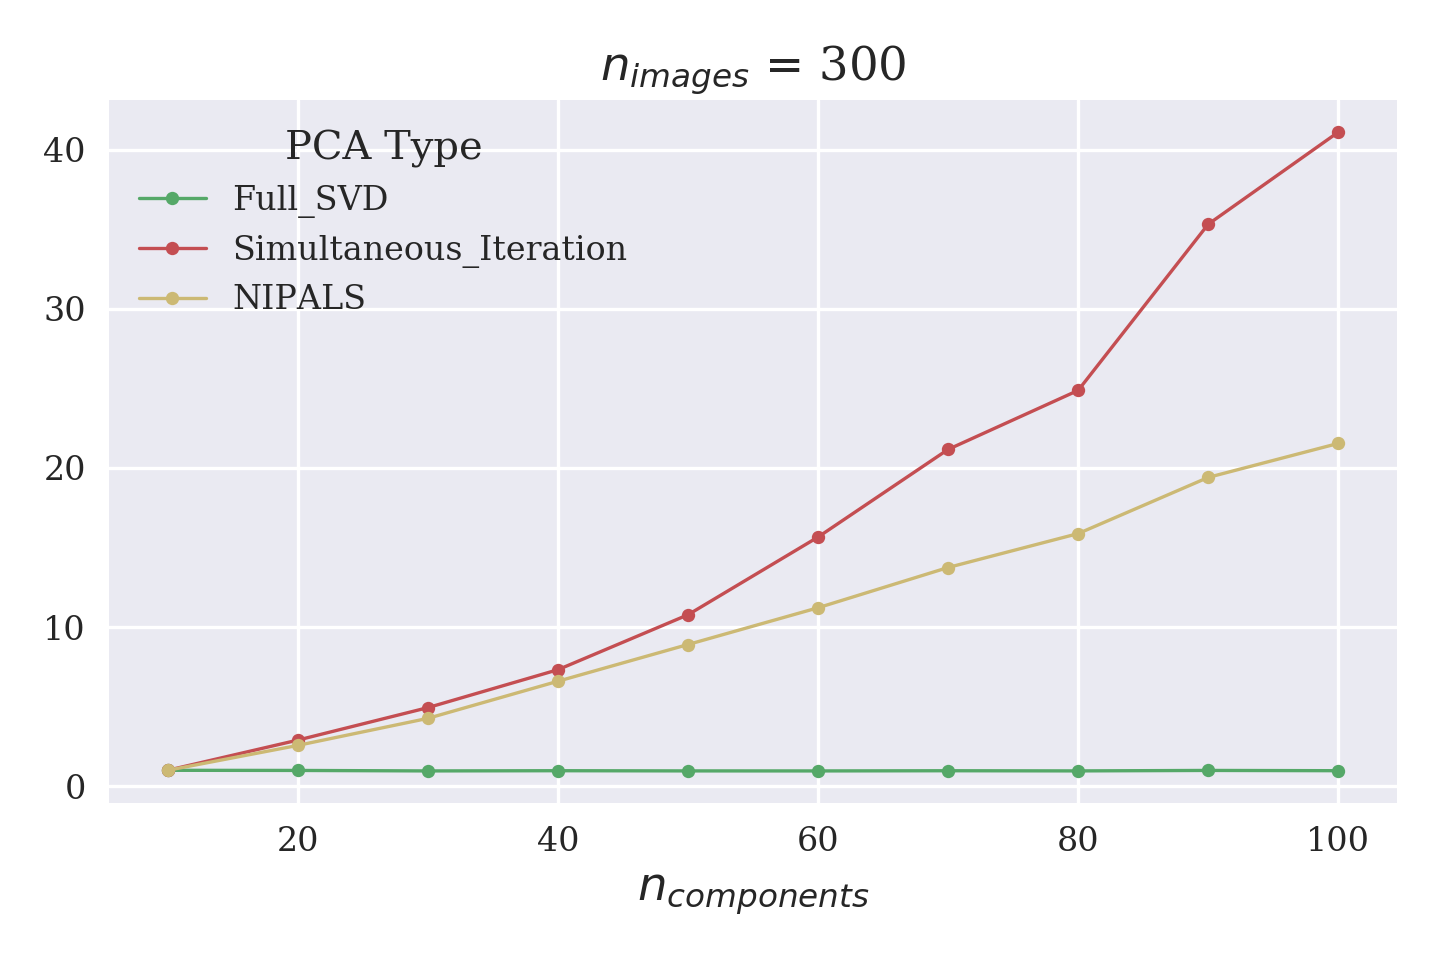 n_images = 300
PCA Type
Full_SVD
Simultaneous_Iteration
NIPALS
40
30
20
10
0
20 40 60 80 100
n_components